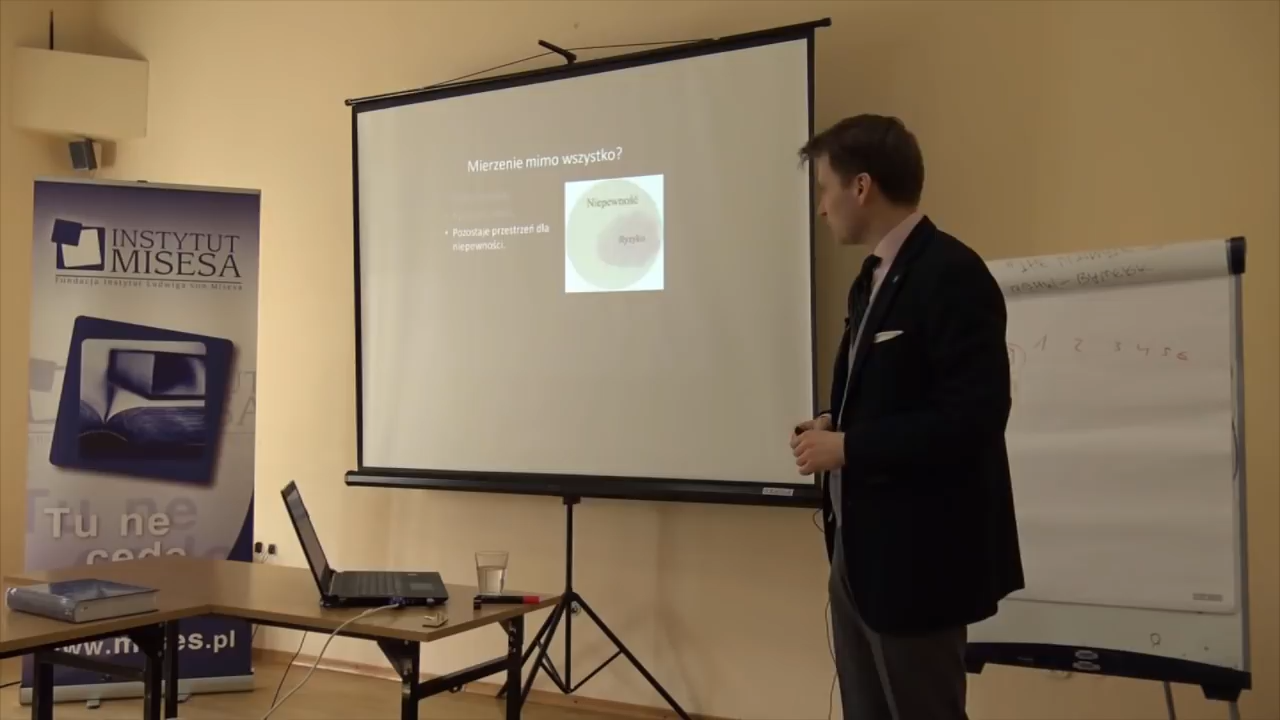 INSTYTUT
MISESA
Fundacja Instytut Ludwiga von Misesa
Tu ne
ceda
www.mises.pl
Mierzenie mimo wszystko?
• Pozostaje przestrzeń dla
niepewności.
Niepewność
Ryzyko
1 2 3 4 5 6